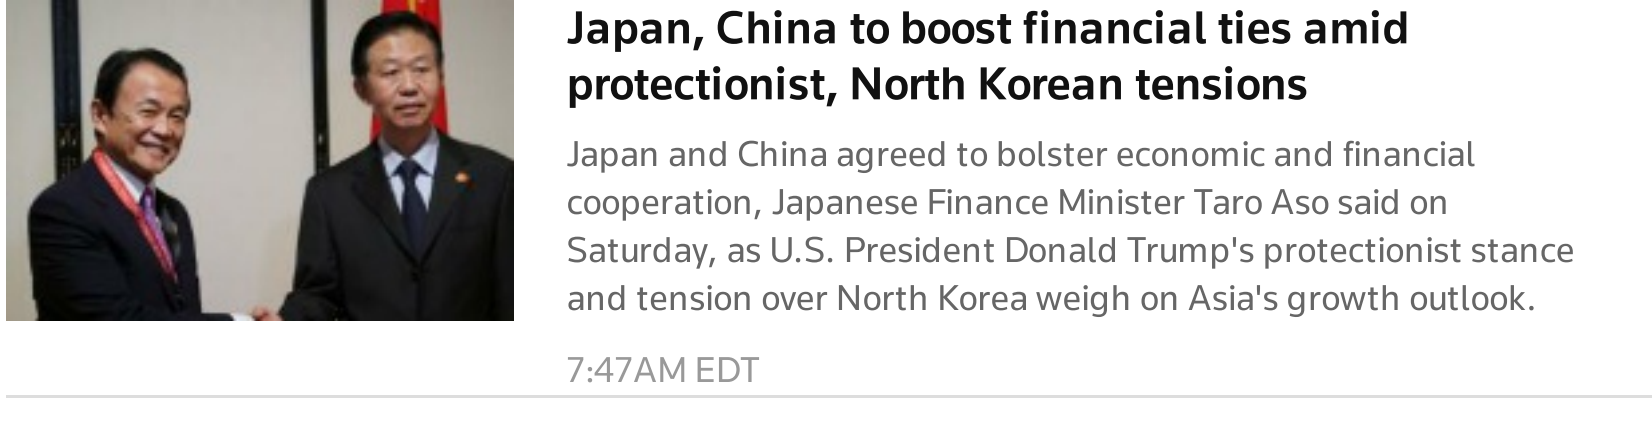 Japan, China to boost financial ties amid
protectionist, North Korean tensions
Japan and China agreed to bolster economic and financial
cooperation, Japanese Finance Minister Taro Aso said on
Saturday, as U.S. President Donald Trump's protectionist stance
and tension over North Korea weigh on Asia's growth outlook.
7:47AM EDT